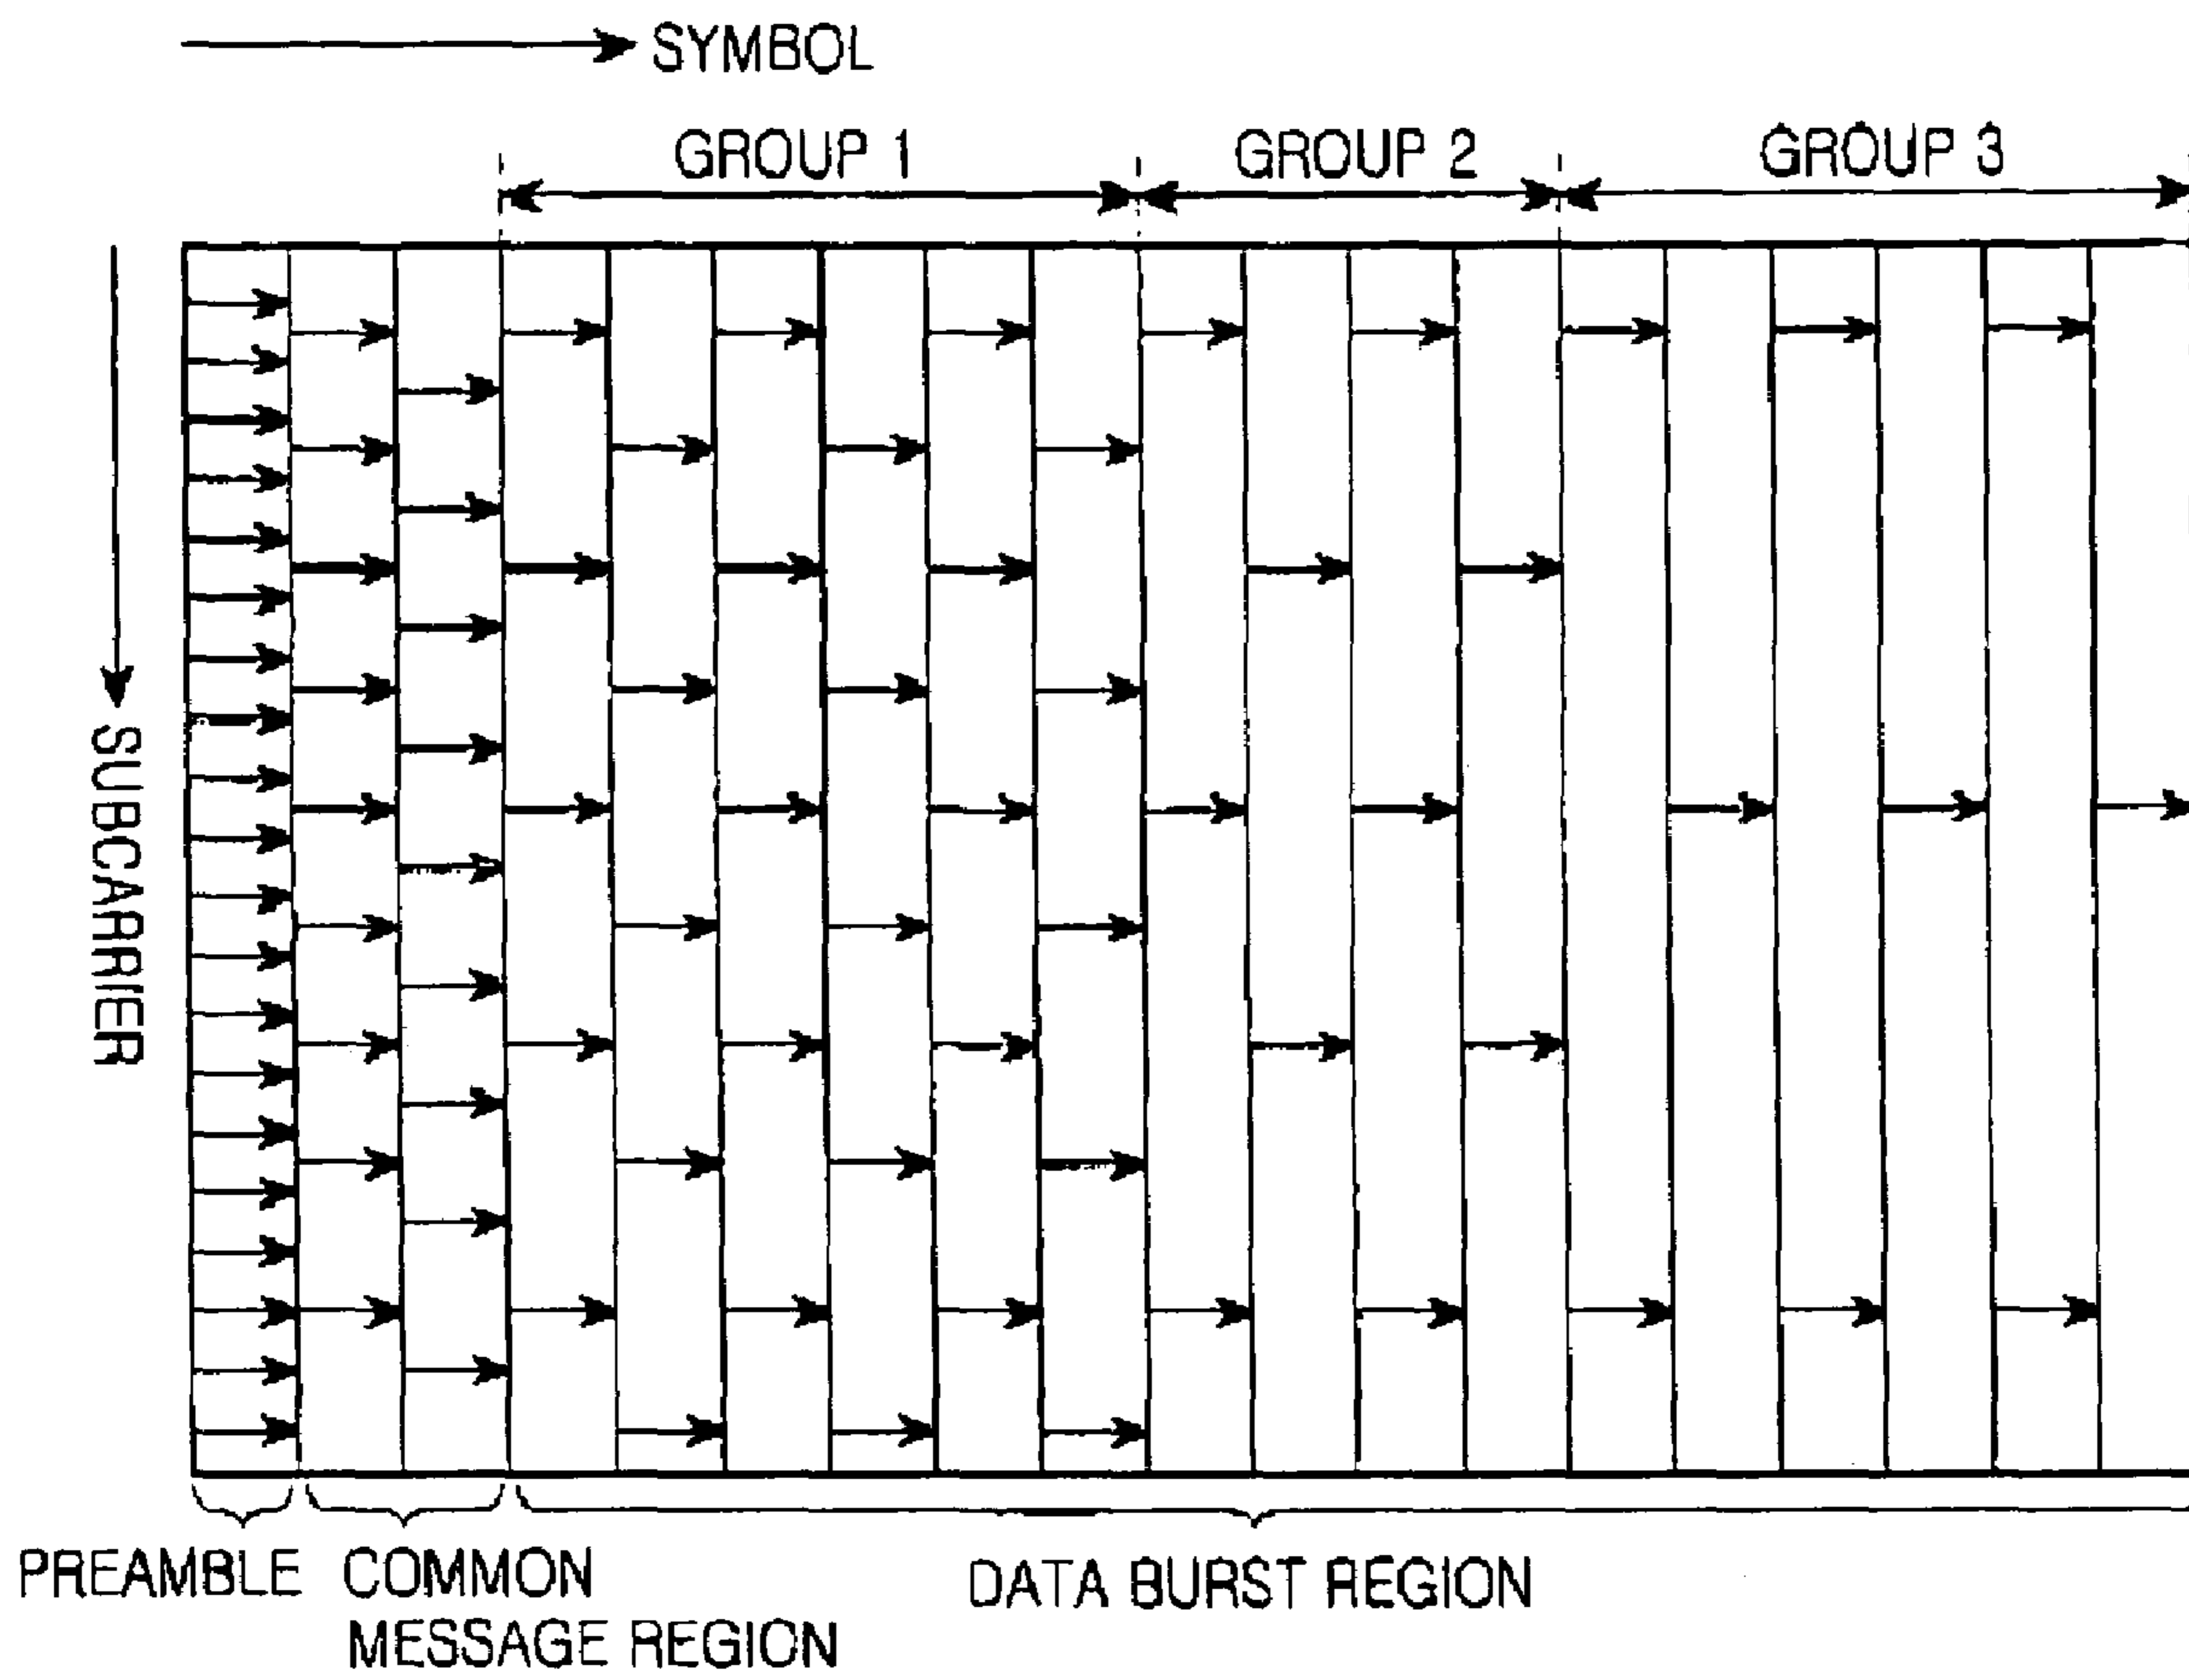 SYMBOL
GROUP 1
GROUP 2
GROUP 3
SUBCARRIER
PREAMBLE
COMMON
MESSAGE REGION
DATA BURST REGION